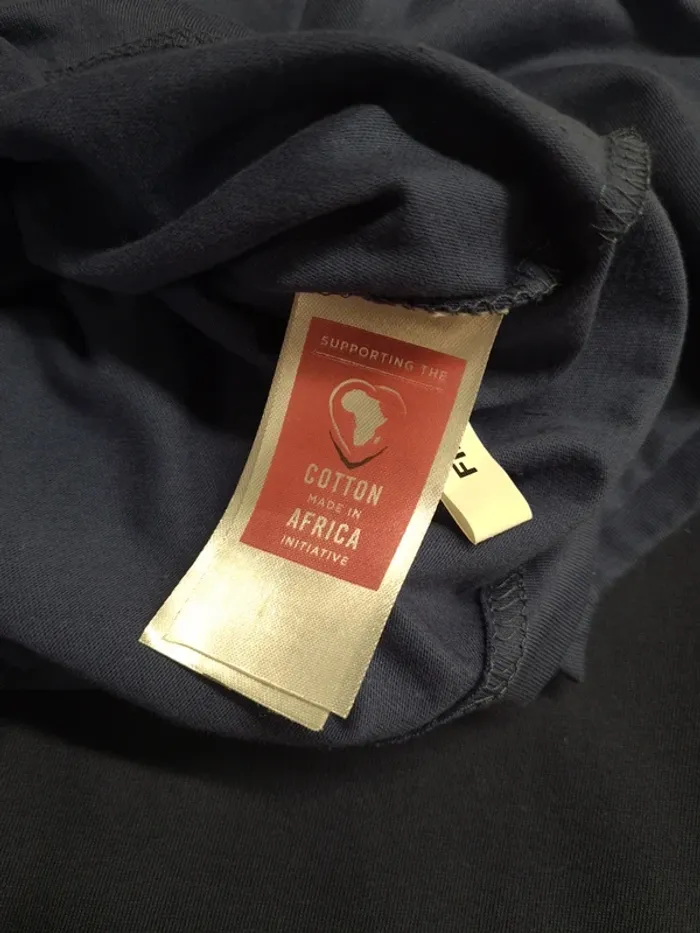 SUPPORTING THE
COTTON
MADE IN
AFRICA
INITIATIVE